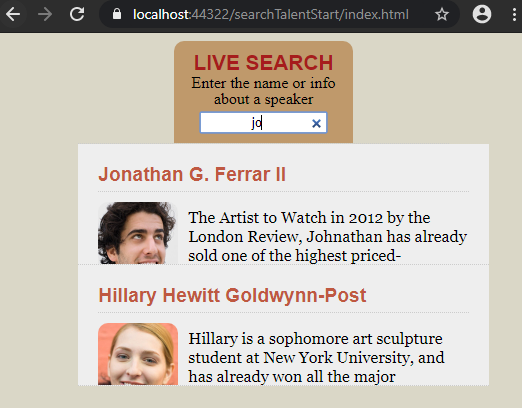 localhost:44322/searchTalentStart/index.html
LIVE SEARCH
Enter the name or info
about a speaker
jo
Jonathan G. Ferrar II
The Artist to Watch in 2012 by the
London Review, Johnathan has already
sold one of the highest priced-
Hillary Hewitt Goldwynn-Post
Hillary is a sophomore art sculpture
student at New York University, and
has already won all the major